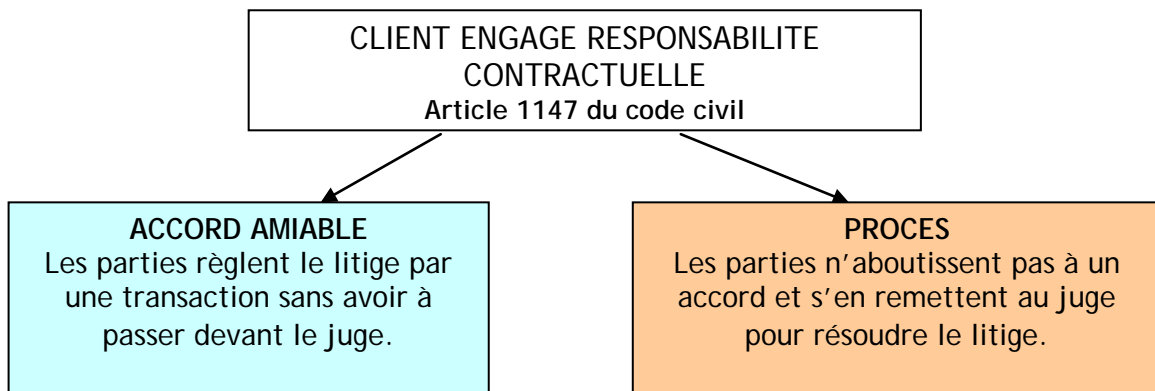 CLIENT ENGAGE RESPONSABILITE
CONTRACTUELLE
Article 1147 du code civil
ACCORD AMIABLE
Les parties règlent le litige par
une transaction sans avoir à
passer devant le juge.
PROCES
Les parties n’aboutissent pas à un
accord et s’en remettent au juge
pour résoudre le litige.